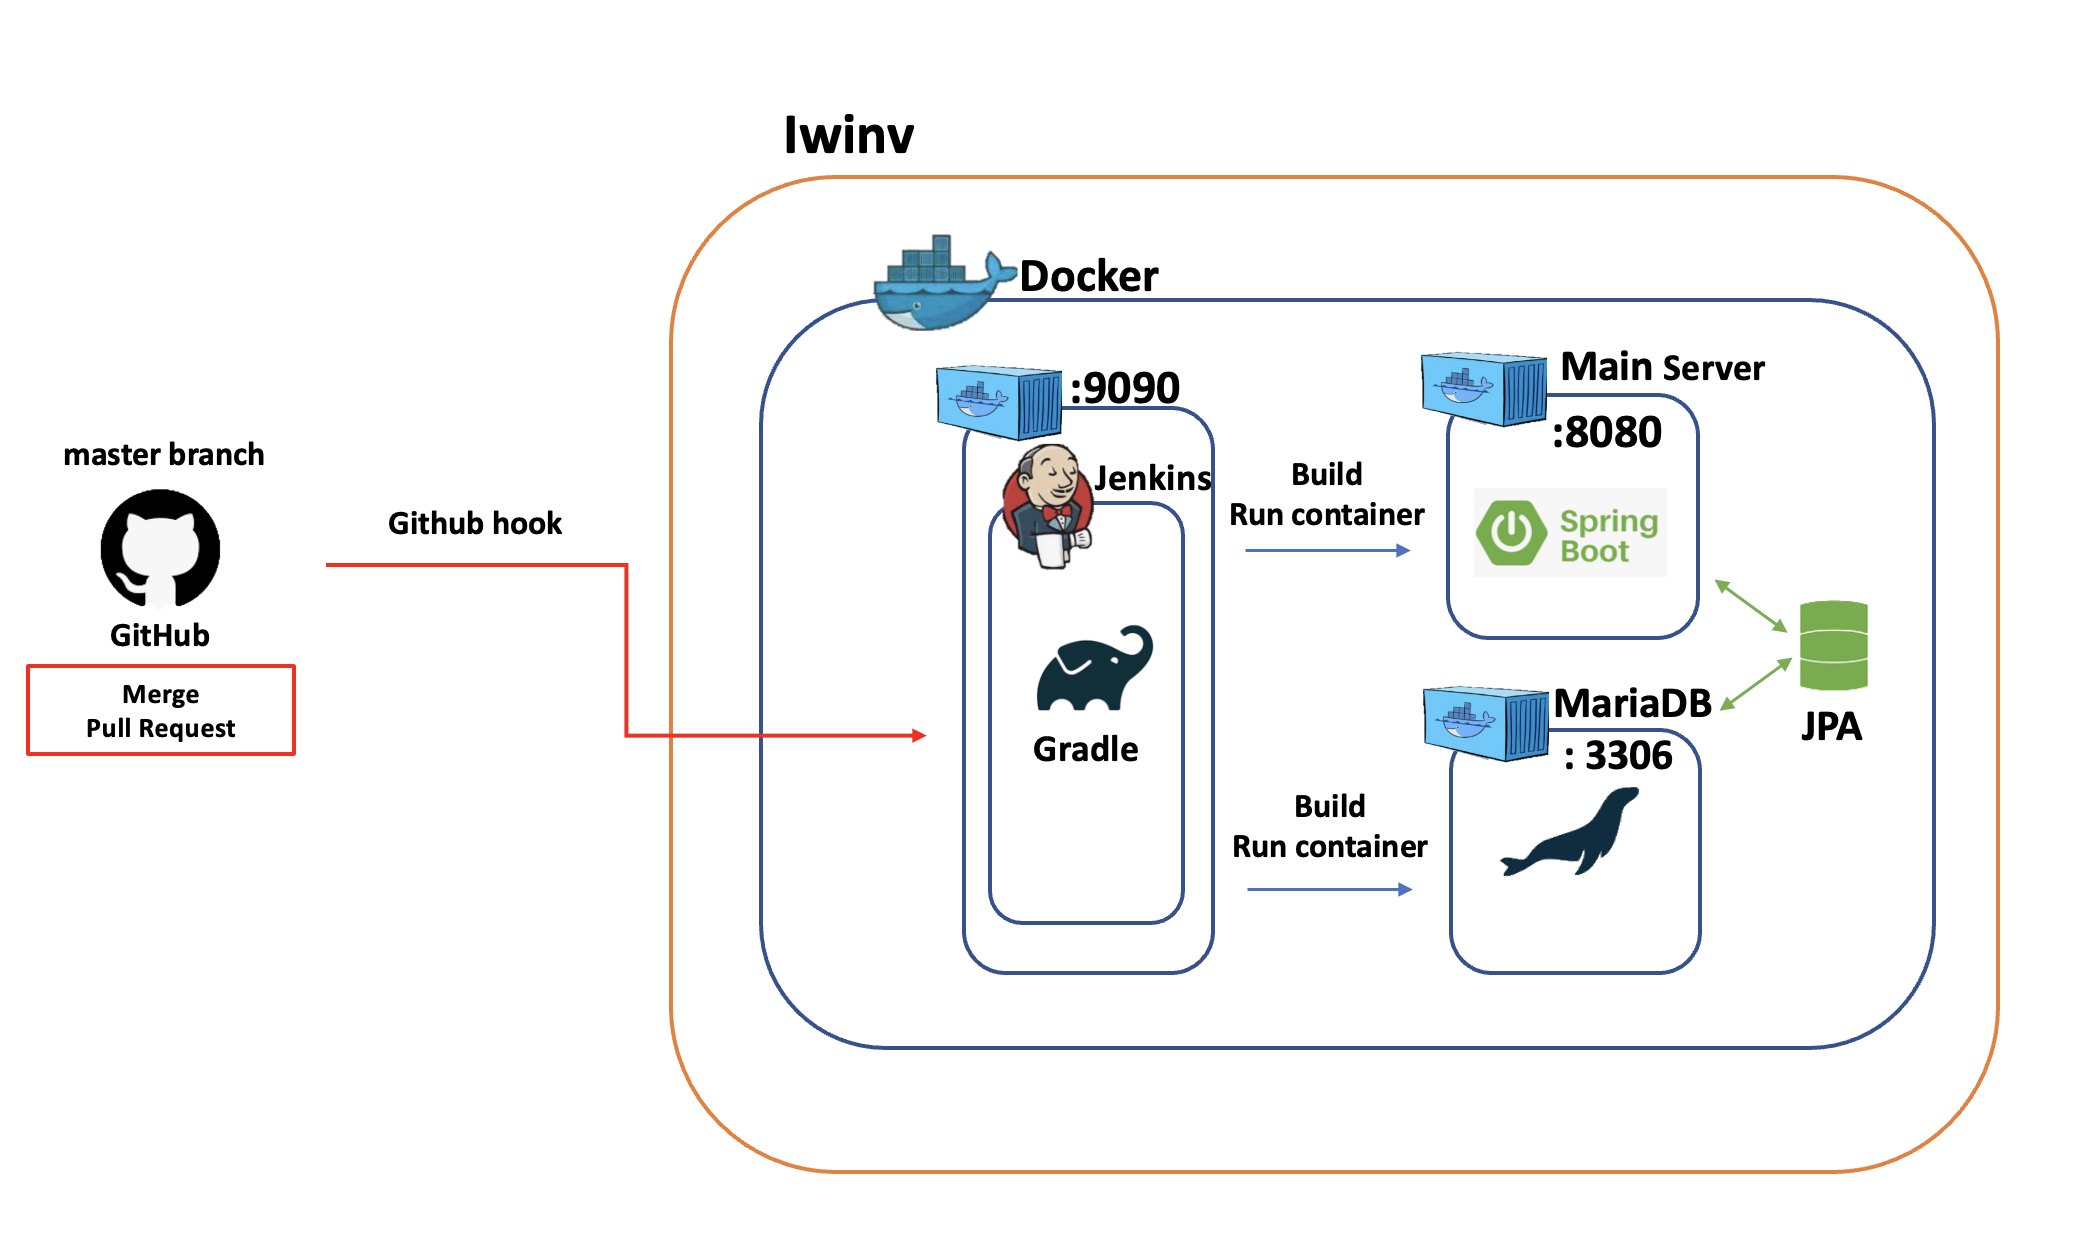 Iwinv
Docker
:9090
Main Server
:8080
master branch
Jenkins
Build
Run container
Github hook
Spring
Boot
GitHub
Merge
Pull Request
Gradle
MariaDB
: 3306
JPA
Build
Run container